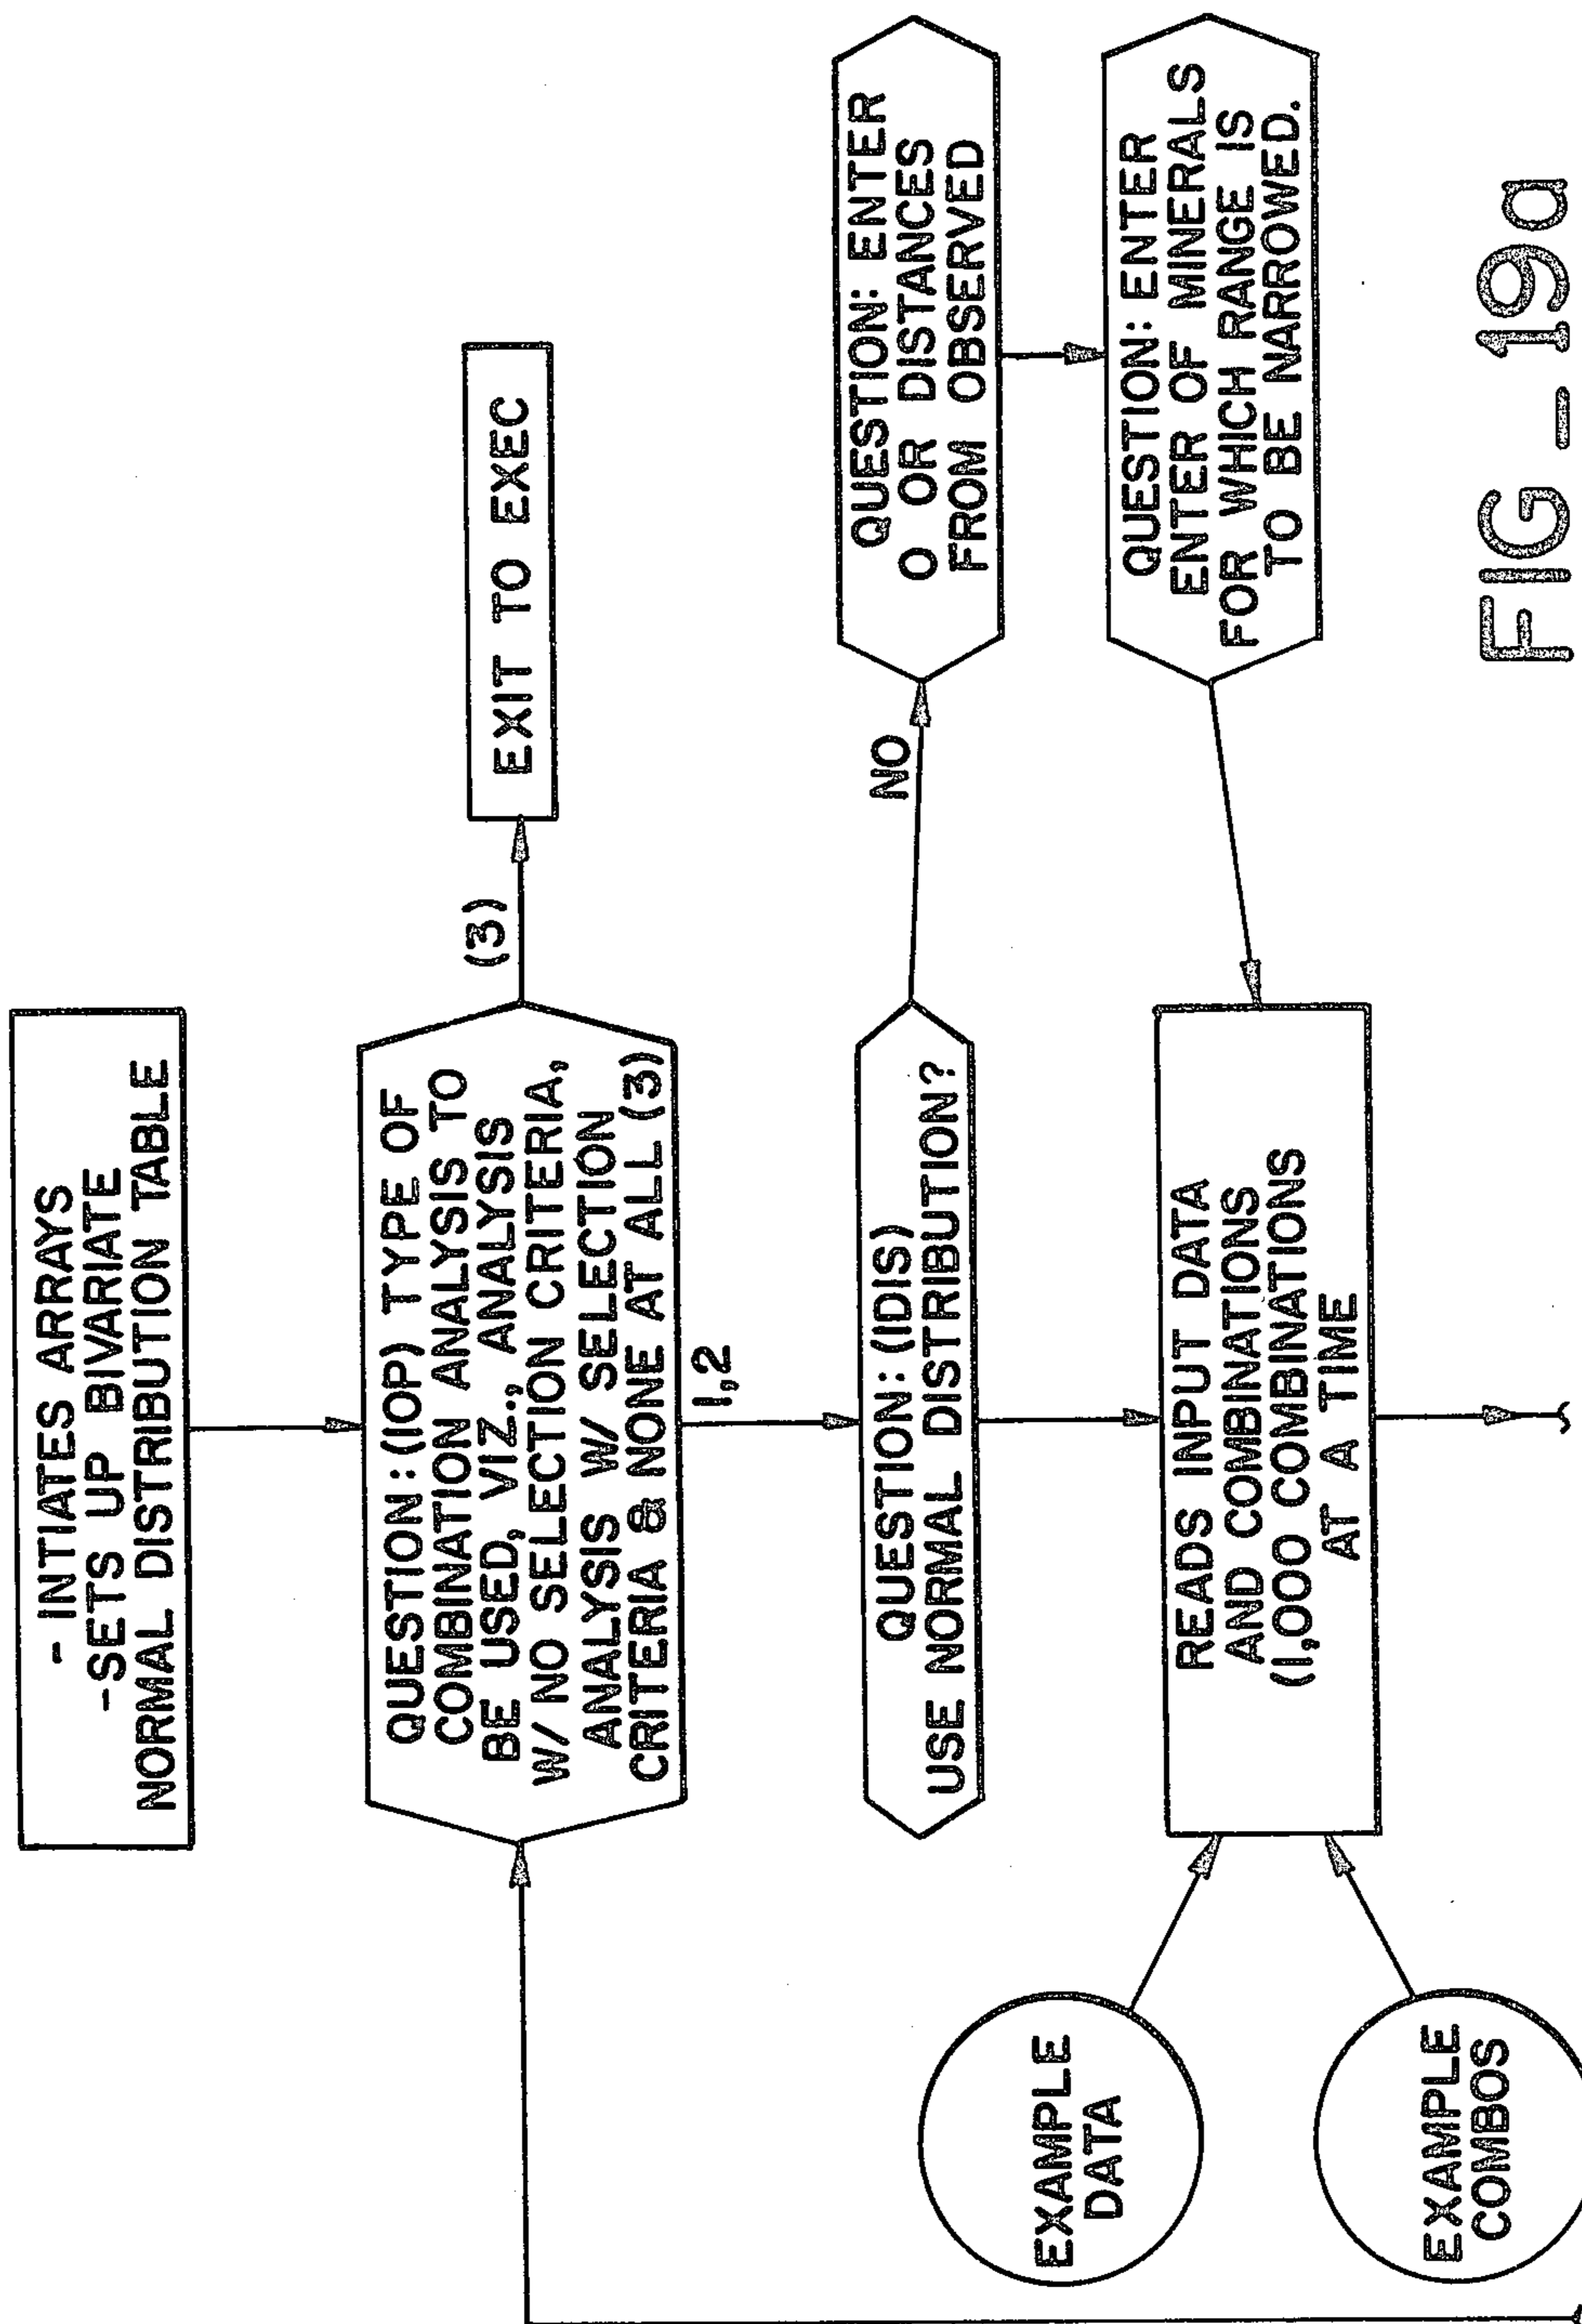 - INTIATES ARRAYS
-SETS UP BIVARIATE
NORMAL DISTRIBUTION TABLE
QUESTION: (IOP) TYPE OF
COMBINATION ANALYSIS TO
BE USED, VIZ., ANALYSIS
W/ NO SELECTION CRITERIA,
ANALYSIS W/ SELECTION
CRITERIA & NONE AT ALL (3)
(3)
EXIT TO EXEC
1,2
QUESTION: (IDIS)
USE NORMAL DISTRIBUTION?
NO
QUESTION: ENTER
O OR DISTANCES
FROM OBSERVED
QUESTION: ENTER
ENTER OF MINERALS
FOR WHICH RANGE IS
TO BE NARROWED.
READS INPUT DATA
AND COMBINATIONS
(1,000 COMBINATIONS
AT A TIME
EXAMPLE
DATA
EXAMPLE
COMBOS
FIG - 19a